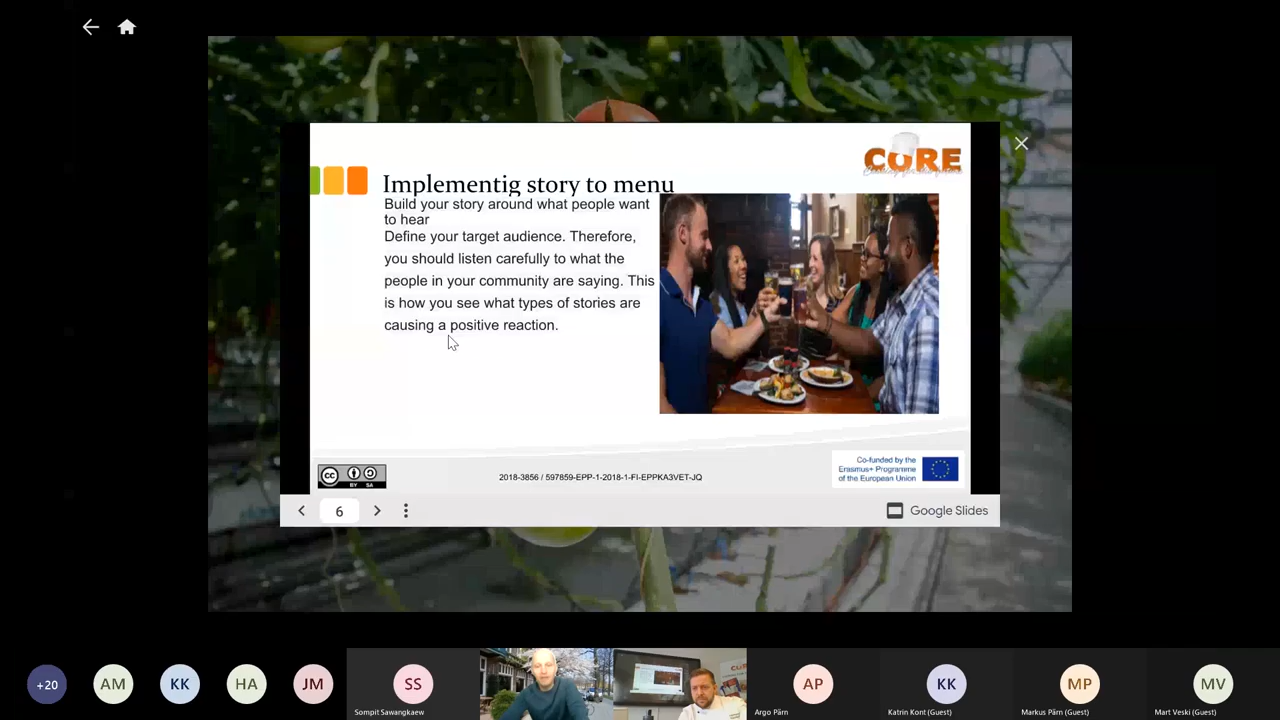 CORE
Implementig story to menu
Build your story around what people want
to hear
Define your target audience. Therefore,
you should listen carefully to what the
people in your community are saying. This
is how you see what types of stories are
causing a positive reaction.
CC BY SA
2018-3856 / 597859-EPP-1-2018-1-FI-EPPKA3VET-JQ
Co-funded by the
Erasmus+ Programme
of the European Union
6
Google Slides
+20
AM
KK
HA
JM
SS
Sompit Sawangkaew
AP
Argo Pärn
KK
Katrin Kont (Guest)
MP
Markus Pärn (Guest)
MV
Mart Veski (Guest)